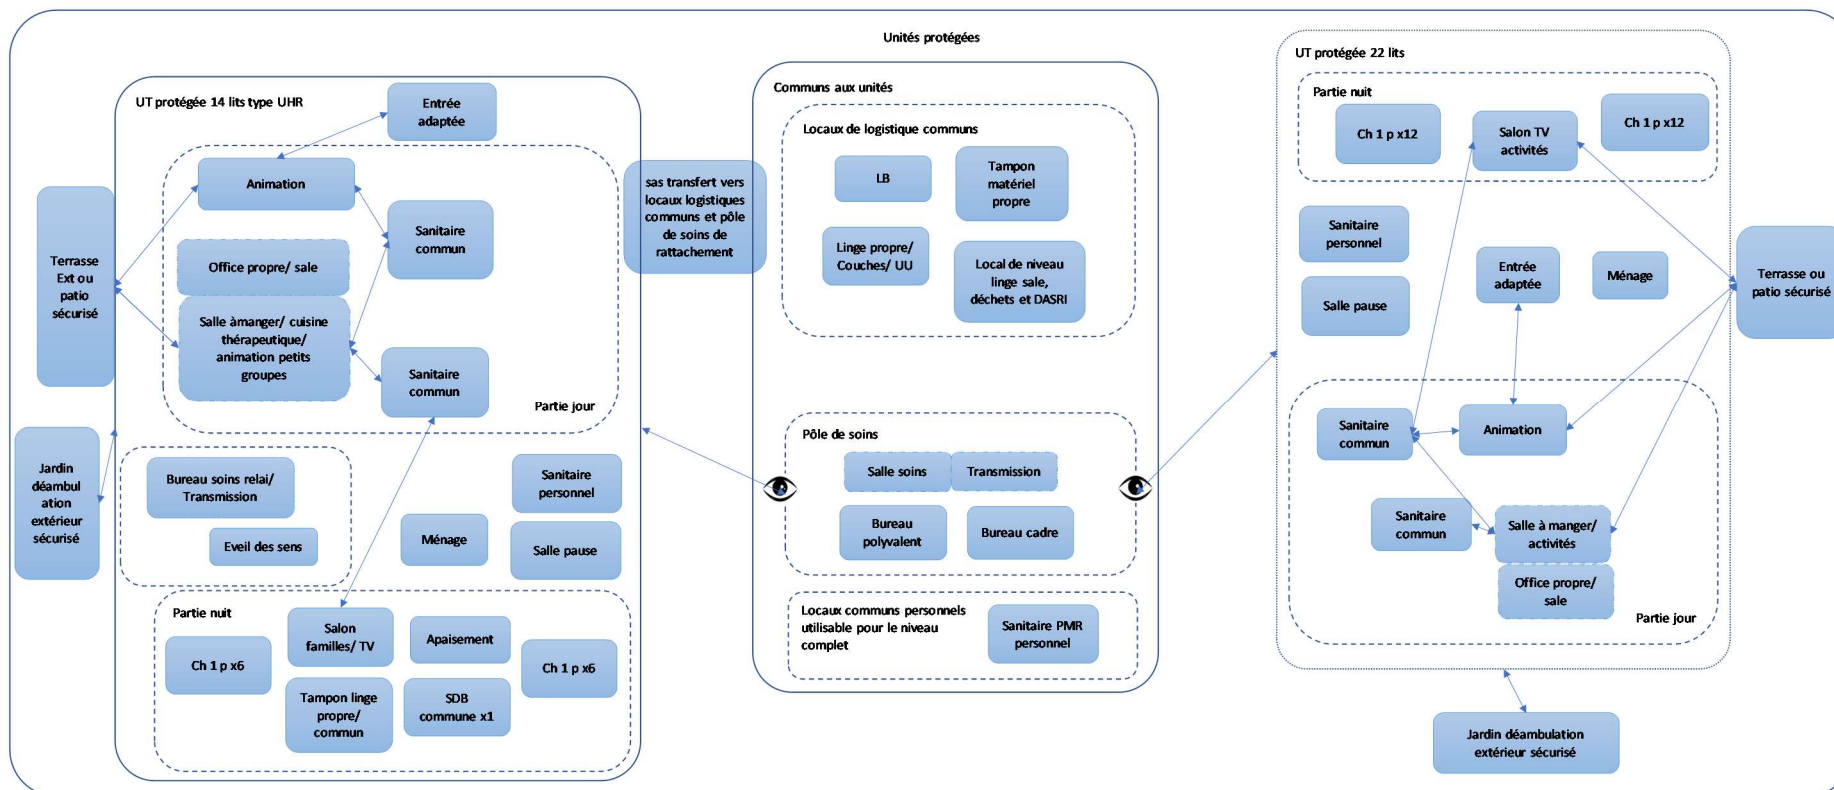 Unités protégées
UT protégée 14 lits type UHR
Entrée
adaptée
Animation
Sanitaire
commun
Office propre/ sale
Salle àmanger/ cuisine
thérapeutique/
animation petits
groupes
Sanitaire
commun
Partie jour
Terrasse
Ext ou
patio
sécurisé
Jardin
déambul
ation
extérieur
sécurisé
Bureau soins relai/
Transmission
Eveil des sens
Ménage
Sanitaire
personnel
Salle pause
Partie nuit
Ch 1 p x6
Salon
familles/ TV
Apaisement
Ch 1 p x6
Tampon linge
propre/
commun
SDB
commune x1
sas transfert vers
locaux logistiques
communs et pôle
de soins de
rattachement
Communs aux unités
Locaux de logistique communs
LB
Tampon
matériel
propre
Linge propre/
Couches/ UU
Local de niveau
linge sale,
déchets et DASRI
Pôle de soins
Salle soins
Transmission
Bureau
polyvalent
Bureau cadre
Locaux communs personnels
utilisable pour le niveau
complet
Sanitaire PMR
personnel
UT protégée 22 lits
Partie nuit
Ch 1 p x12
Salon TV
activités
Ch 1 p x12
Sanitaire
personnel
Salle pause
Entrée
adaptée
Ménage
Terrasse ou
patio sécurisé
Sanitaire
commun
Animation
Sanitaire
commun
Salle à manger/
activités
Office propre/
sale
Partie jour
Jardin déambulation
extérieur sécurisé